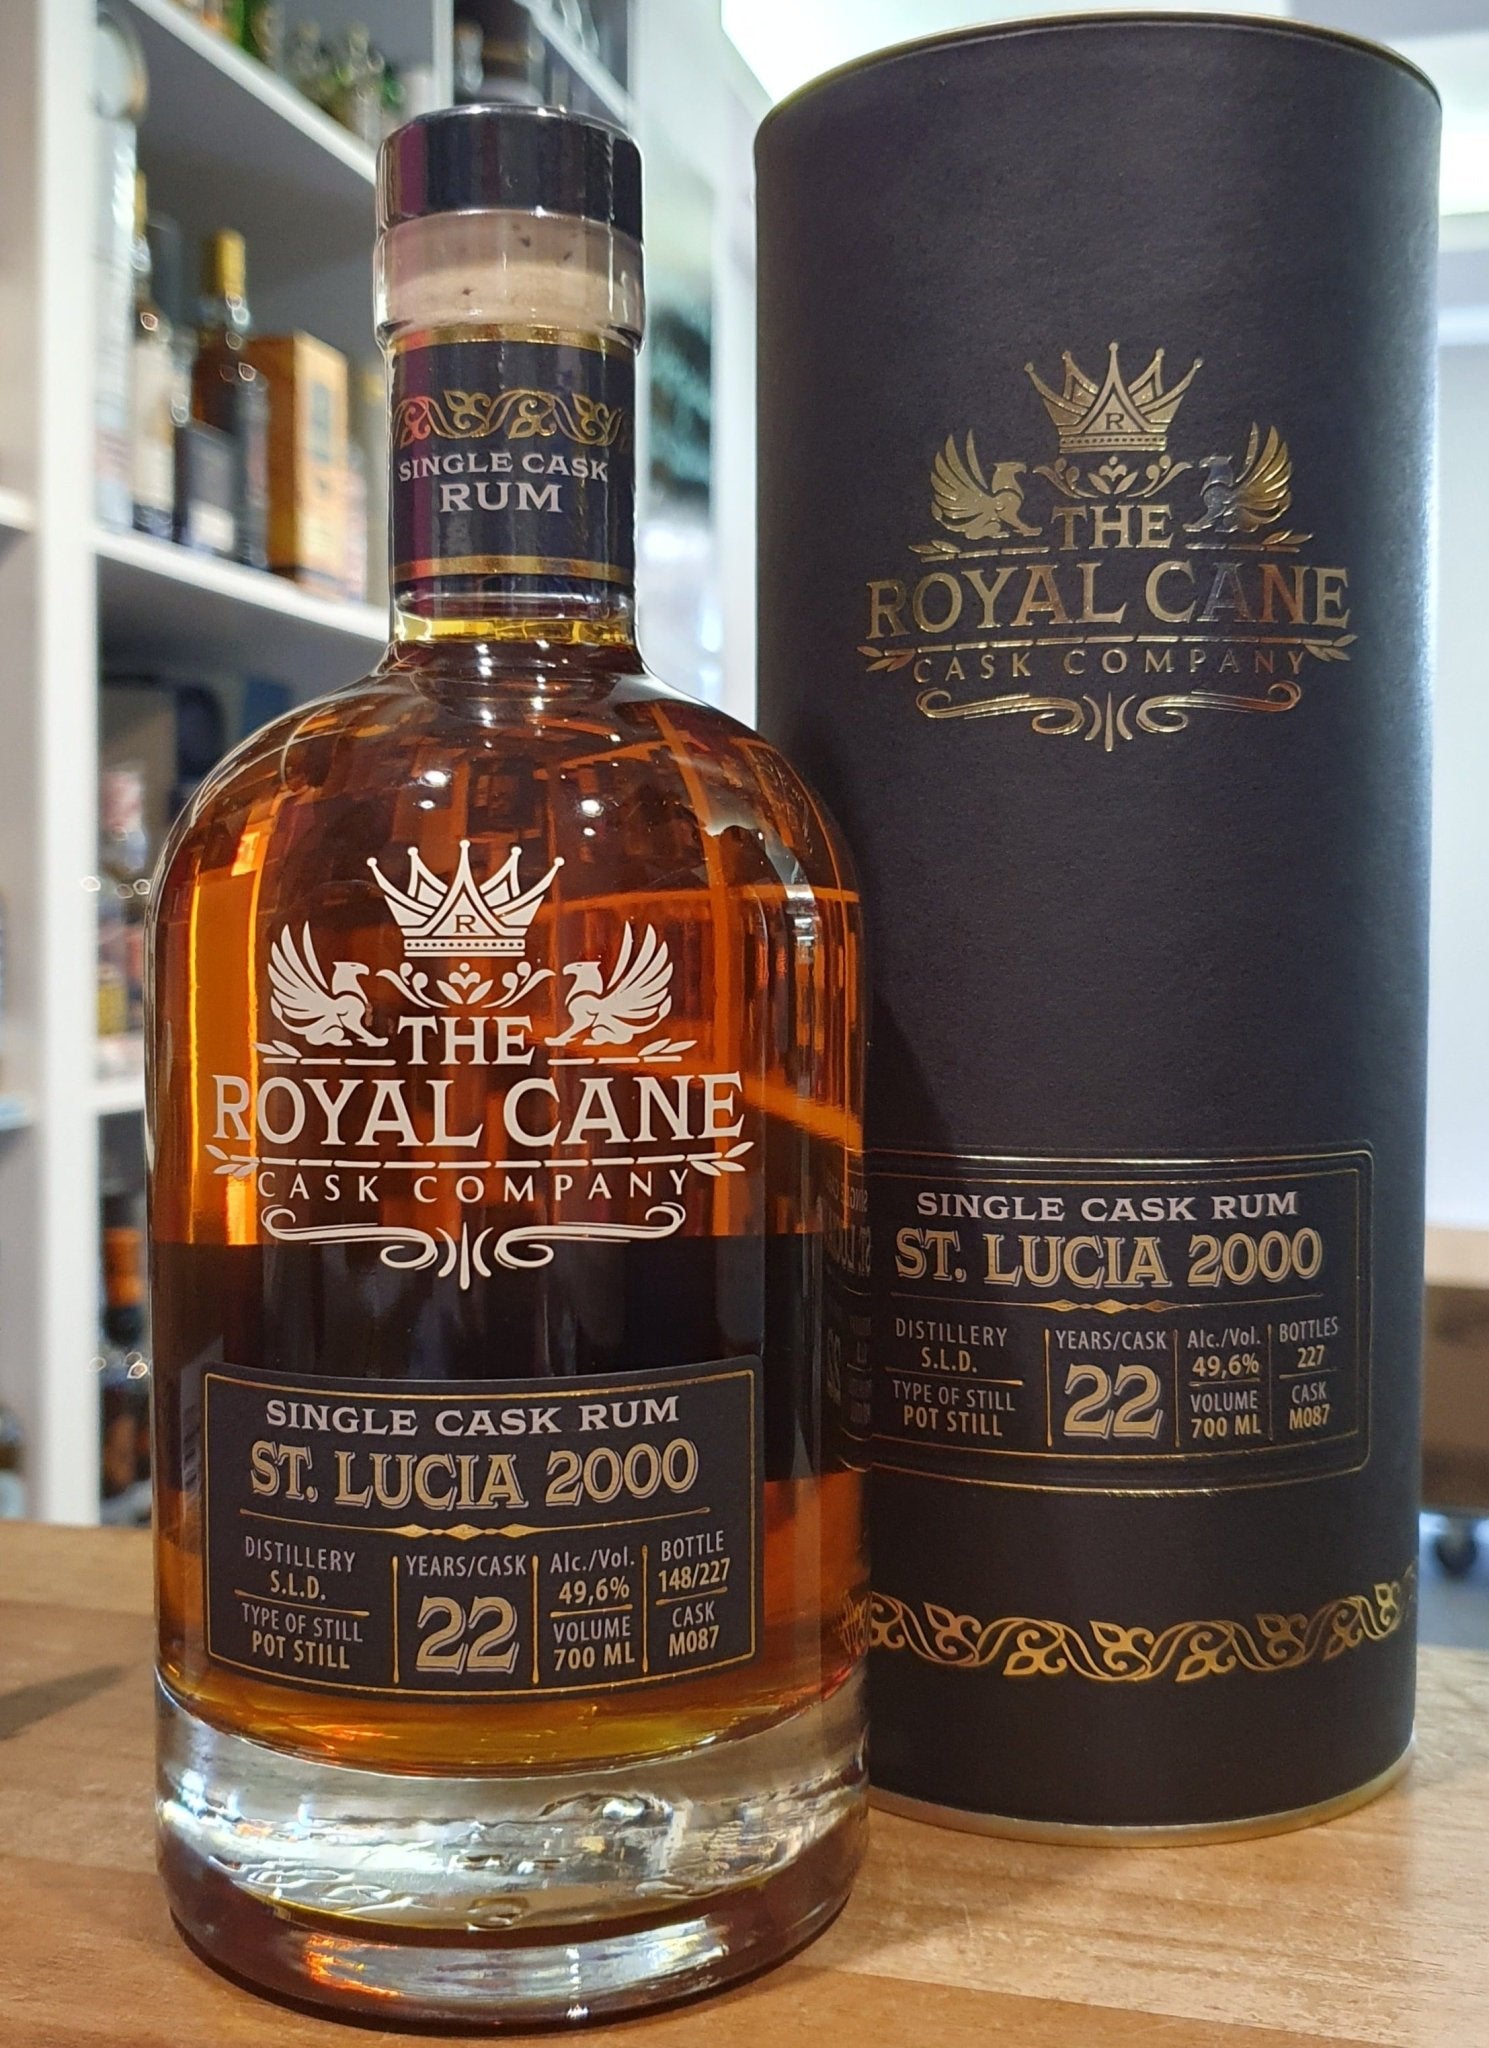 SINGLE CASK
RUM
R
THE
ROYAL CANE
CASK COMPANY
SINGLE CASK RUM
ST. LUCIA 2000
DISTILLERY
S.L.D.
TYPE OF STILL
POT STILL
YEARS/CASK
22
Alc./Vol.
49,6%
VOLUME
700 ML
BOTTLE
148/227
CASK
M087
R
THE
ROYAL CANE
CASK COMPANY
SINGLE CASK RUM
ST. LUCIA 2000
DISTILLERY
S.L.D.
TYPE OF STILL
POT STILL
YEARS/CASK
22
Alc./Vol.
49,6%
VOLUME
700 ML
BOTTLES
227
CASK
M087